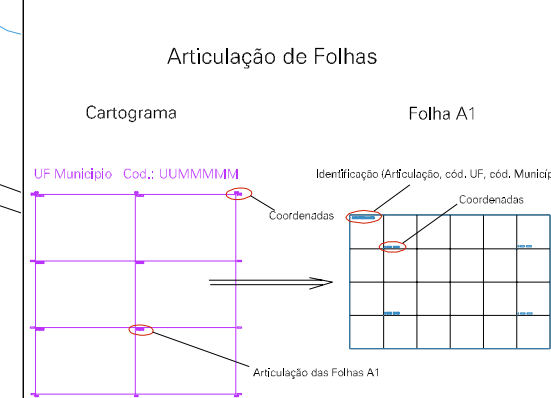 Articulação de Folhas
Cartograma
Folha A1
UF Municipio Cod.: UUMMMMM
Identificação (Articulação, cód. UF, cód. Municíp
Coordenadas
Coordenadas
Articulação das Folhas A1